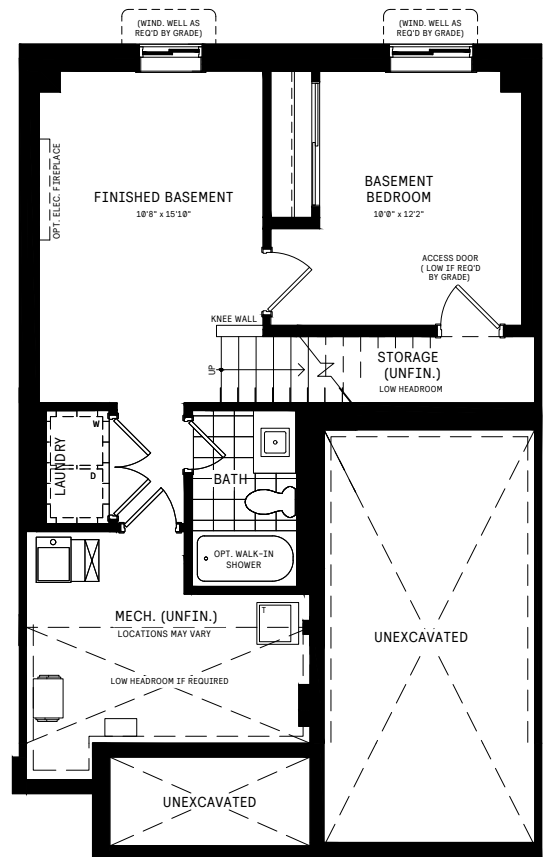 (WIND. WELL AS
REQ'D BY GRADE)
(WIND. WELL AS
REQ'D BY GRADE)
OPT. ELEC. FIREPLACE
FINISHED BASEMENT
10'8" x 15'10"
BASEMENT
BEDROOM
10'0" x 12'2"
ACCESS DOOR
( LOW IF REQ'D
BY GRADE)
KNEE WALL
UP
STORAGE
(UNFIN.)
LOW HEADROOM
LAUNDRY
W
D
BATH
OPT. WALK-IN
SHOWER
MECH. (UNFIN.)
LOCATIONS MAY VARY
T
LOW HEADROOM IF REQUIRED
UNEXCAVATED
UNEXCAVATED